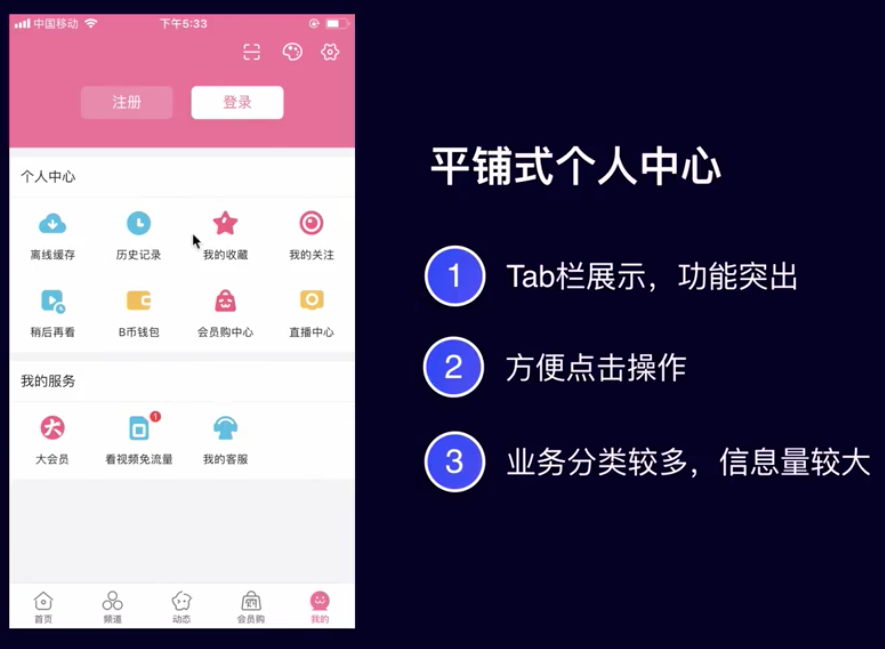 中国移动
下午5:33
注册
登录
个人中心
离线缓存
历史记录
我的收藏
我的关注
稍后再看
B币钱包
会员购中心
直播中心
我的服务
大
1
大会员
看视频免流量
我的客服
首页
频道
动态
会员购
我的
平铺式个人中心
1
Tab栏展示，功能突出
2
方便点击操作
3
业务分类较多，信息量较大